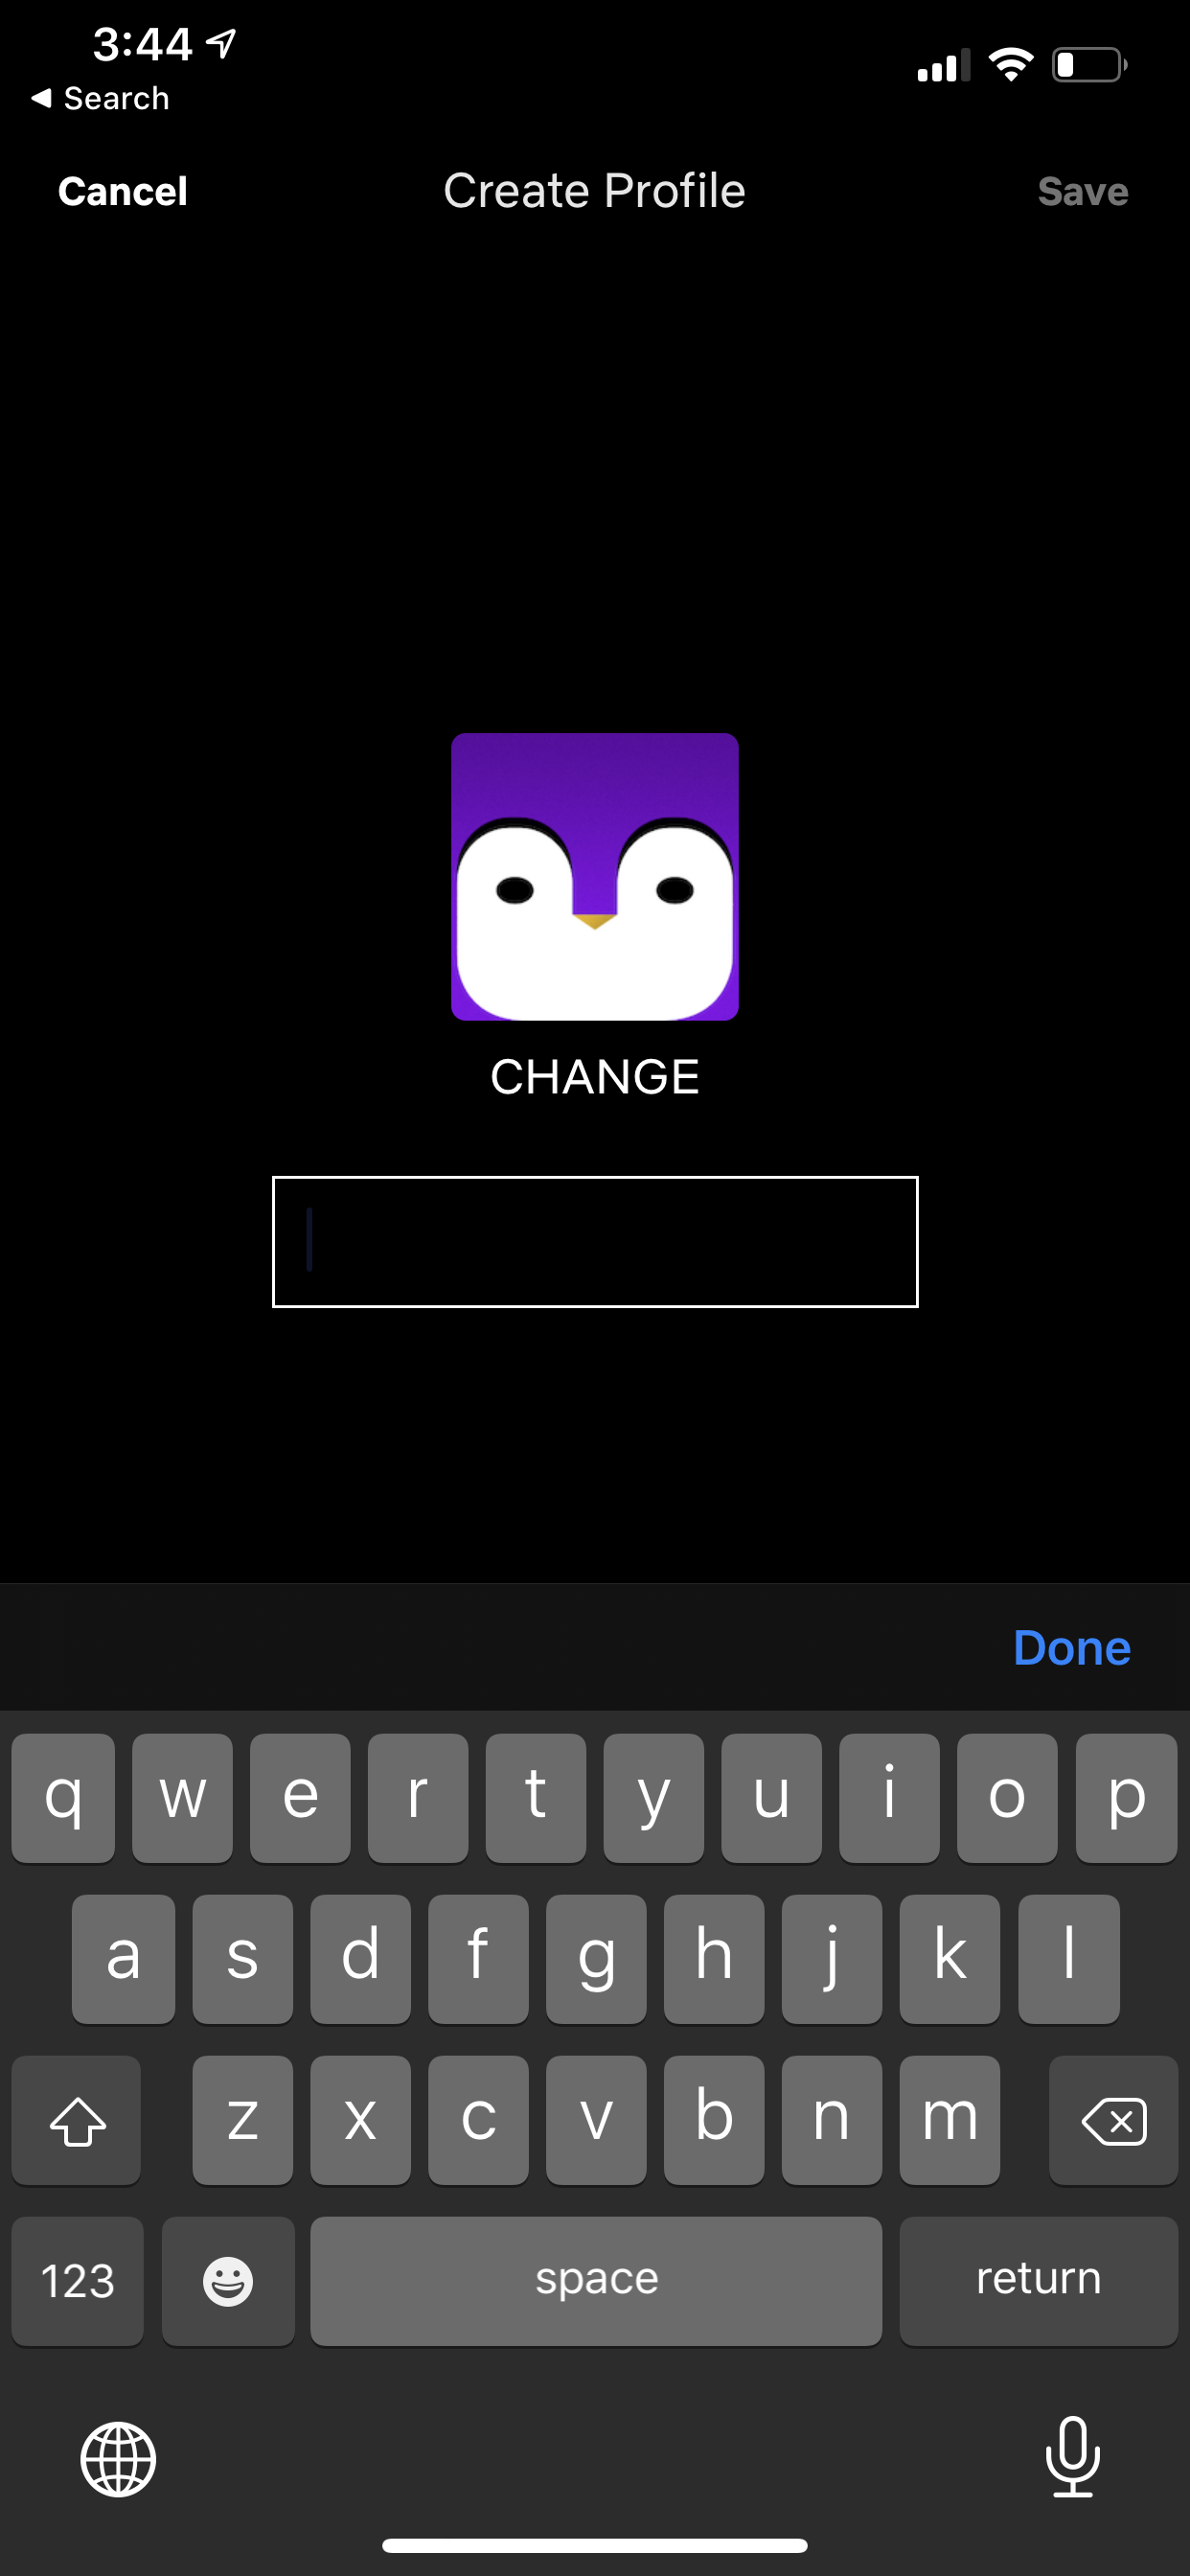 3:44
Search
Cancel Create Profile Save
CHANGE
Done
q w e r t y u i o p
a s d f g h j k l
z x c v b n m
123 space return